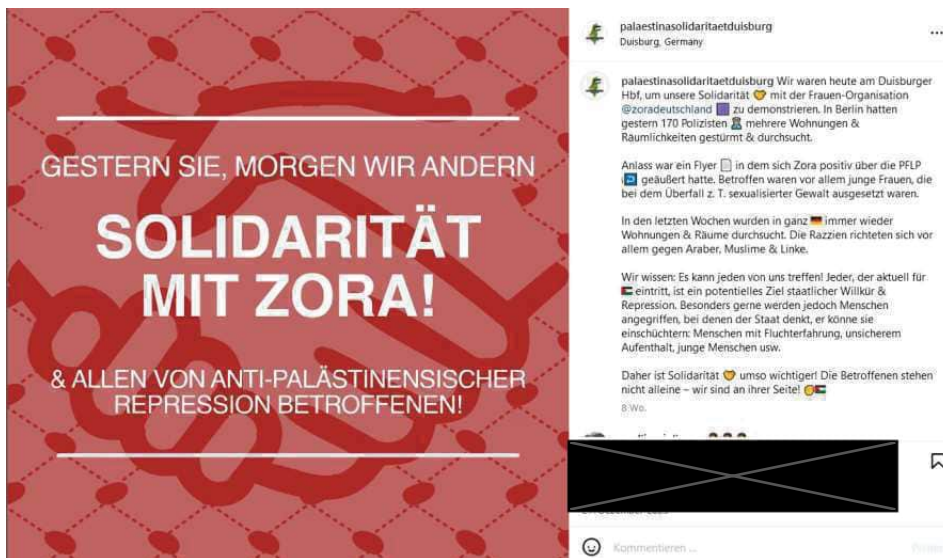 GESTERN SIE, MORGEN WIR ANDERN
SOLIDARITÄT
MIT ZORA!
& ALLEN VON ANTI-PALÄSTINENSISCHER
REPRESSION BETROFFENEN!
palaestinasolidaritaetduisburg
Duisburg, Germany
palaestinasolidaritaetduisburg Wir waren heute am Duisburger
Hbf, um unsere Solidarität mit der Frauen-Organisation
@zoradeutschland zu demonstrieren. In Berlin hatten
gestern 170 Polizisten mehrere Wohnungen &
Räumlichkeiten gestürmt & durchsucht.
Anlass war ein Flyer in dem sich Zora positiv über die PFLP
geäußert hatte. Betroffen waren vor allem junge Frauen, die
bei dem Überfall z. T. sexualisierter Gewalt ausgesetzt waren.
In den letzten Wochen wurden in ganz 🇩🇪 immer wieder
Wohnungen & Räume durchsucht. Die Razzien richteten sich vor
allem gegen Araber, Muslime & Linke.
Wir wissen: Es kann jeden von uns treffen! Jeder, der aktuell für
🇵🇸 eintritt, ist ein potentielles Ziel staatlicher Willkür &
Repression. Besonders gerne werden jedoch Menschen
angegriffen, bei denen der Staat denkt, er könne sie
einschüchtern: Menschen mit Fluchterfahrung, unsicherem
Aufenthalt, junge Menschen usw.
Daher ist Solidarität umso wichtiger! Die Betroffenen stehen
nicht alleine – wir sind an ihrer Seite! 🇵🇸
8 Wo.
Kommentieren ...